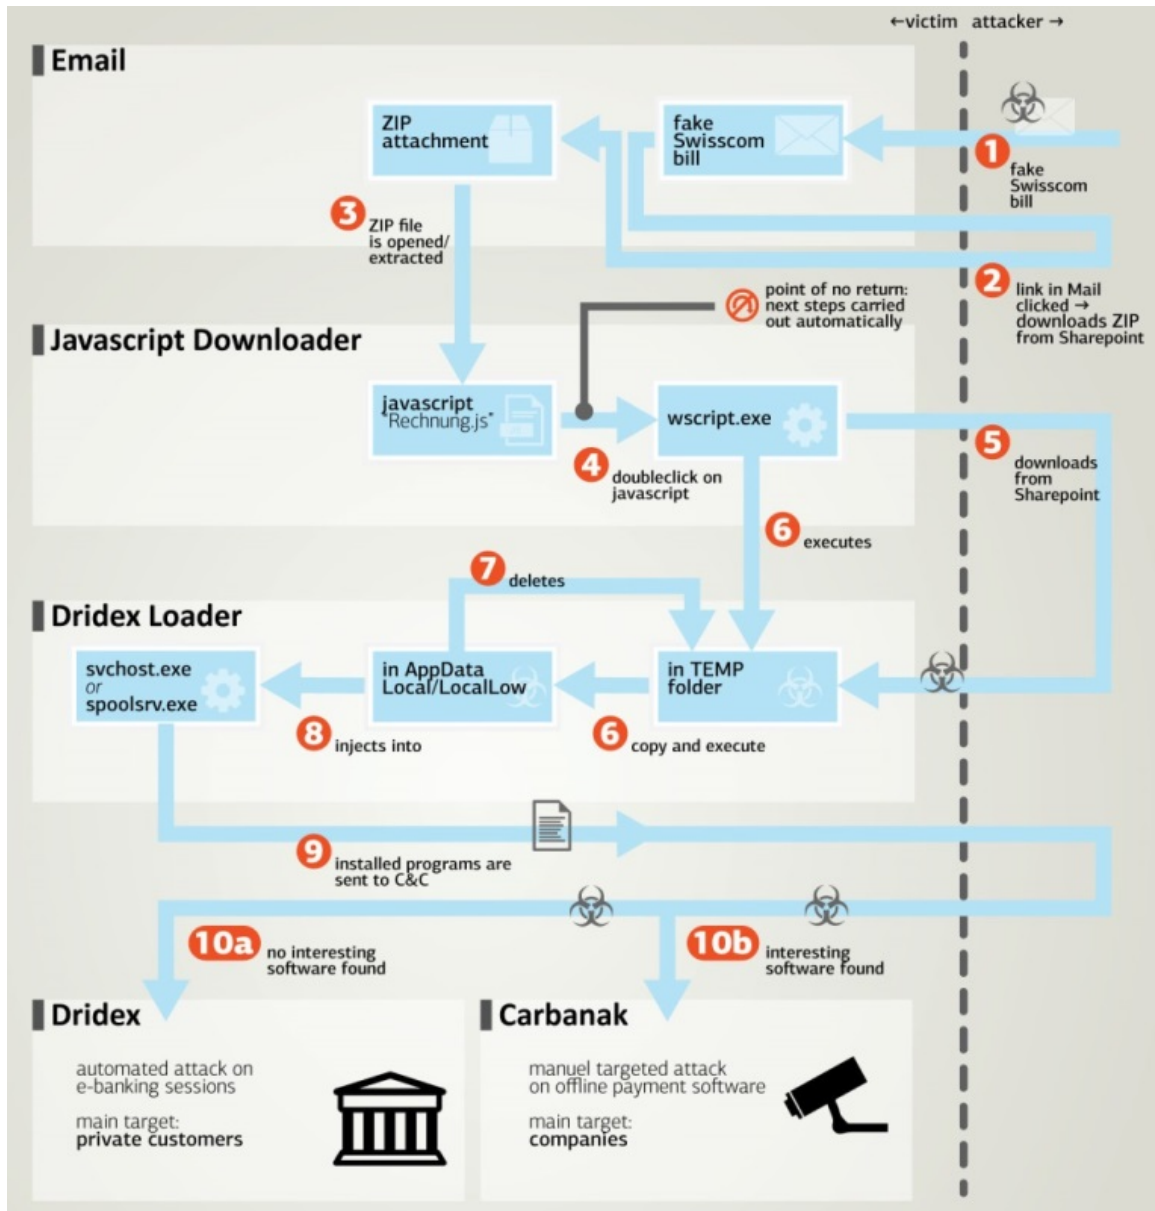 ←victim attacker→
Email
ZIP
attachment
fake
Swisscom
bill
1
fake
Swisscom
bill
3
ZIP file
is opened/
extracted
2
link in Mail
clicked →
downloads ZIP
from Sharepoint
point of no return:
next steps carried
out automatically
Javascript Downloader
javascript
"Rechnung.js"
wscript.exe
4
doubleclick on
javascript
5
downloads
from
Sharepoint
6
executes
7
deletes
Dridex Loader
svchost.exe
or
spoolsrv.exe
in AppData
Local/LocalLow
in TEMP
folder
8
injects into
6
copy and execute
9
installed programs are
sent to C&C
10a
no interesting
software found
10b
interesting
software found
Dridex
automated attack on
e-banking sessions
main target:
private customers
Carbanak
manuel targeted attack
on offline payment software
main target:
companies